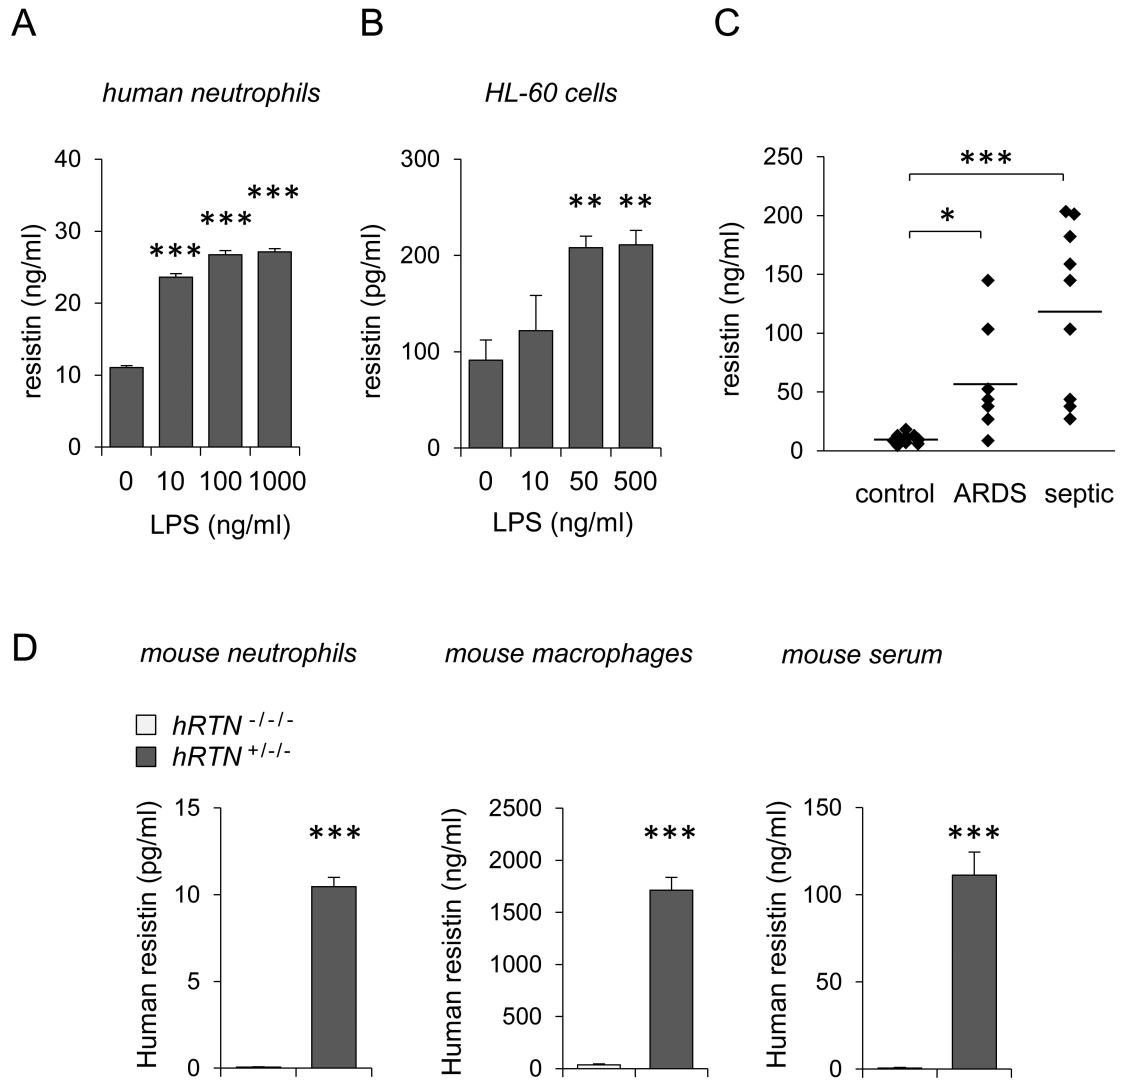 A
B
C
human neutrophils
HL-60 cells
resistin (ng/ml)
40
30
20
10
0
***
***
***
0 10 100 1000
LPS (ng/ml)
resistin (pg/ml)
300
200
100
0
**
**
0 10 50 500
LPS (ng/ml)
resistin (ng/ml)
250
200
150
100
50
0
***
*
control ARDS septic
D
mouse neutrophils
mouse macrophages
mouse serum
hRTN -/-/-
hRTN +/-/-
Human resistin (pg/ml)
15
10
5
0
***
Human resistin (ng/ml)
2500
2000
1500
1000
500
0
***
Human resistin (ng/ml)
150
100
50
0
***